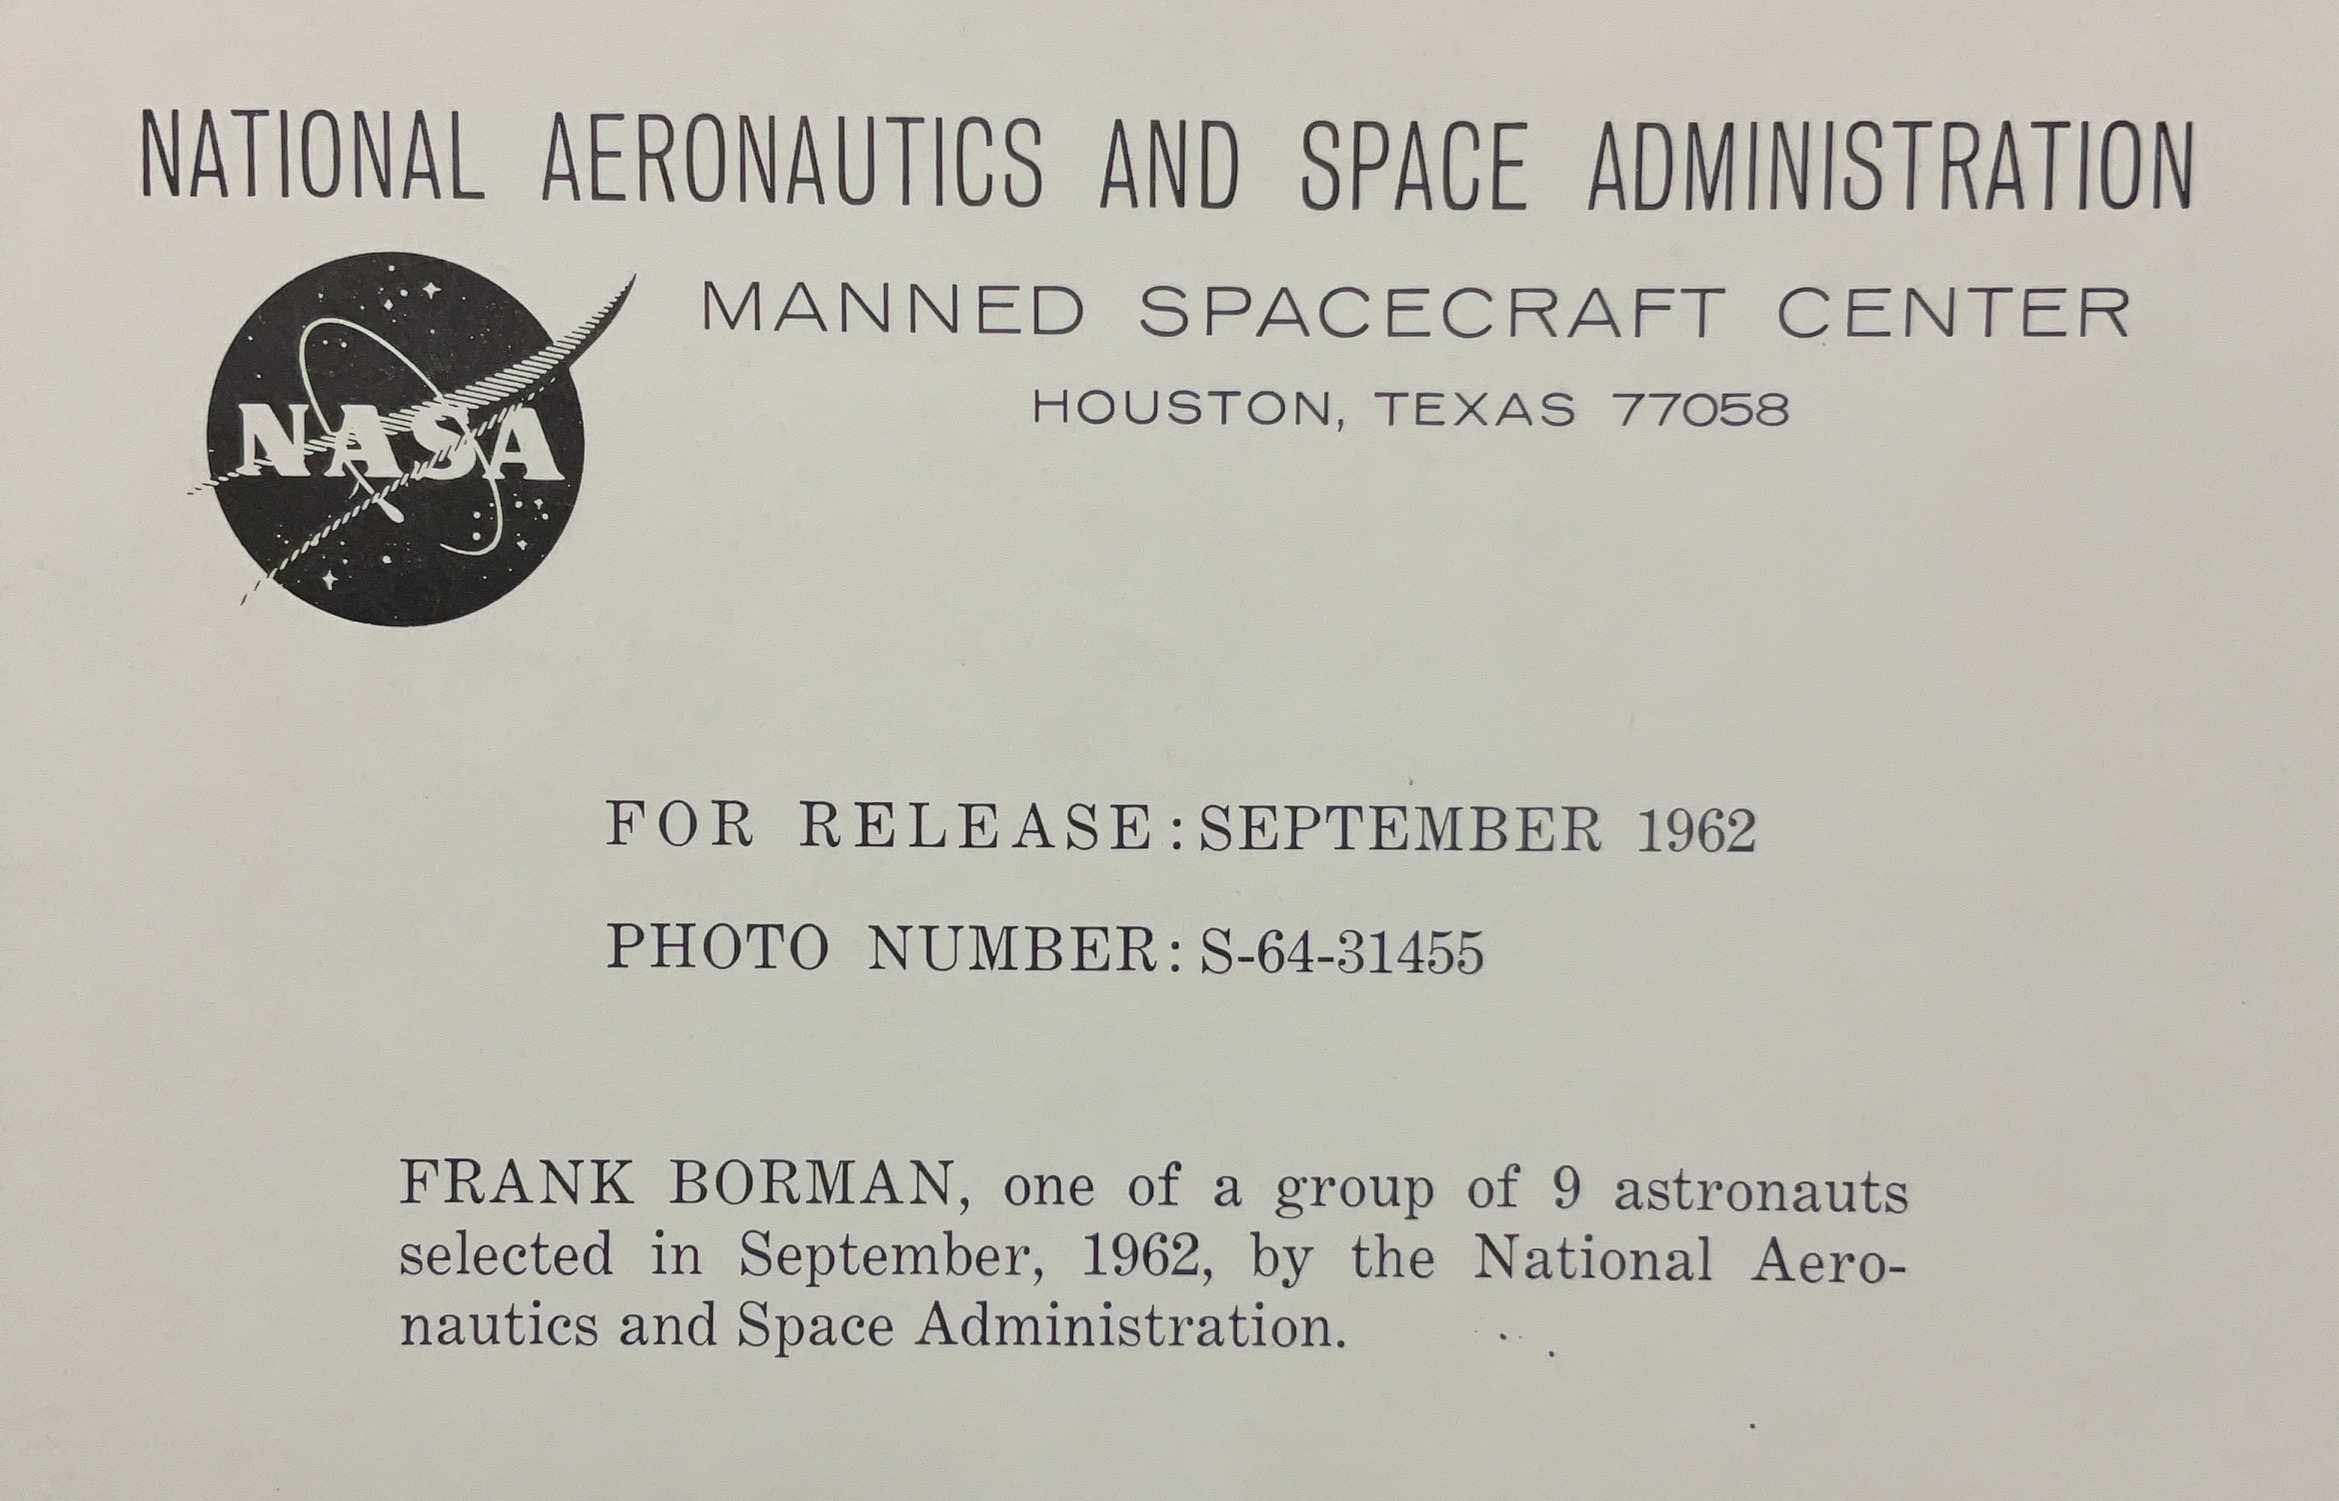 NATIONAL AERONAUTICS AND SPACE ADMINISTRATION
NASA
MANNED SPACECRAFT CENTER
HOUSTON, TEXAS 77058
FOR RELEASE: SEPTEMBER 1962
PHOTO NUMBER: S-64-31455
FRANK BORMAN, one of a group of 9 astronauts
selected in September, 1962, by the National Aero-
nautics and Space Administration.